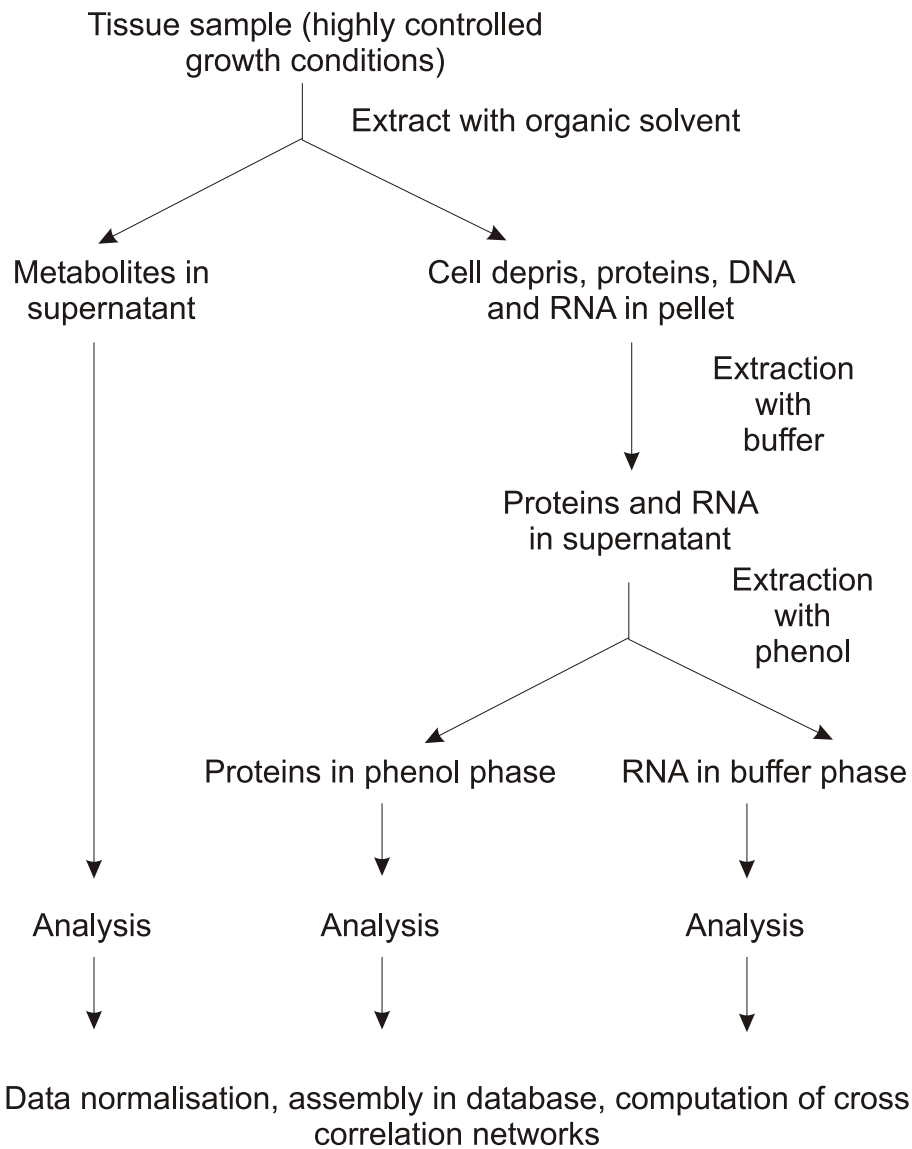 Tissue sample (highly controlled
growth conditions)
Extract with organic solvent
Metabolites in
supernatant
Cell depris, proteins, DNA
and RNA in pellet
Extraction
with
buffer
Proteins and RNA
in supernatant
Extraction
with
phenol
Proteins in phenol phase
RNA in buffer phase
Analysis
Analysis
Analysis
Data normalisation, assembly in database, computation of cross
correlation networks